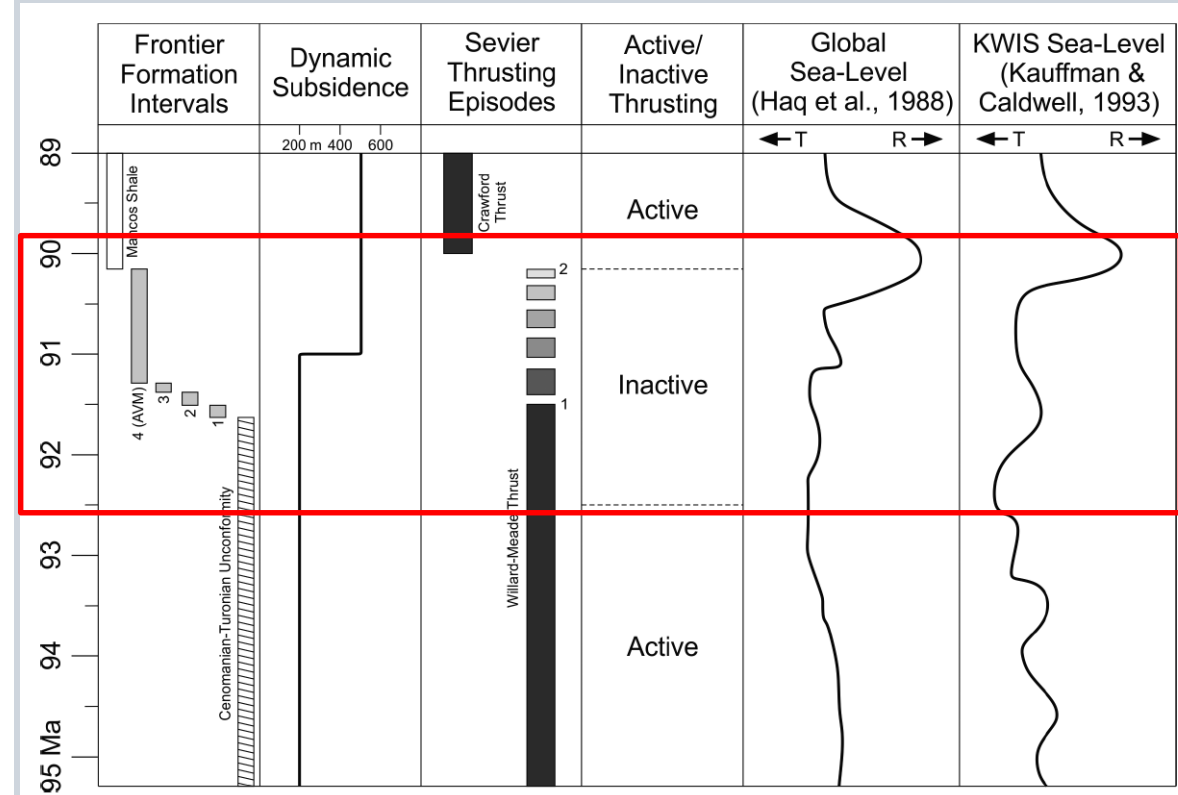 Frontier
Formation
Intervals
Dynamic
Subsidence
Sevier
Thrusting
Episodes
Active/
Inactive
Thrusting
Global
Sea-Level
(Haq et al., 1988)
KWIS Sea-Level
(Kauffman &
Caldwell, 1993)
200 m 400 600
T R
T R
89
90
91
92
93
94
95 Ma
Mancos Shale
4 (AVM)
3
2
1
Cenomanian-Turonian Unconformity
Crawford
Thrust
2
1
Willard-Meade Thrust
Active
Inactive
Active